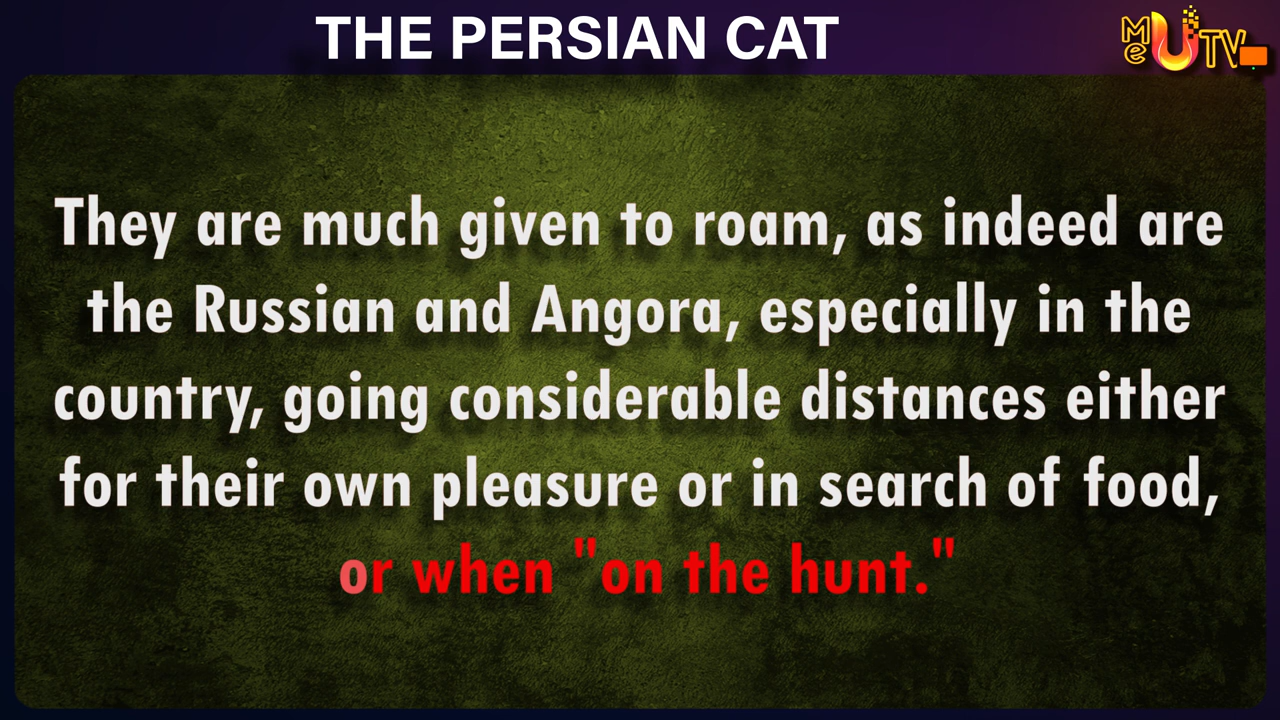 THE PERSIAN CAT
Me U TV
They are much given to roam, as indeed are
the Russian and Angora, especially in the
country, going considerable distances either
for their own pleasure or in search of food,
or when "on the hunt."